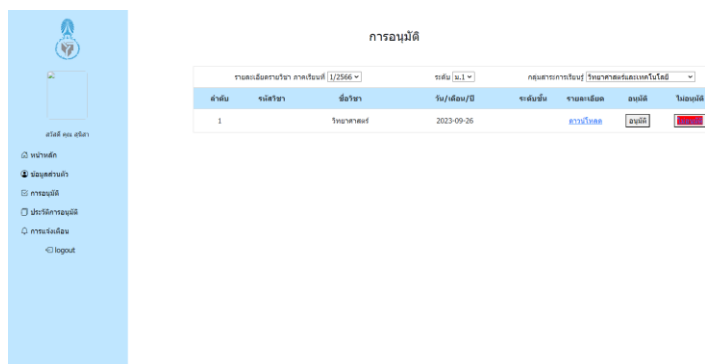 การอนุมัติ
รายละเอียดรายวิชา ภาคเรียนที่ 1/2566 ระดับ ม.1 กลุ่มสาระการเรียนรู้ วิทยาศาสตร์และเทคโนโลยี
ลำดับ รหัสวิชา ชื่อวิชา วัน/เดือน/ปี ระดับชั้น รายละเอียด อนุมัติ ไม่อนุมัติ
1 วิทยาศาสตร์ 2023-09-26 ดาวน์โหลด อนุมัติ
สวัสดี คุณ สุนิสา
หน้าหลัก
ข้อมูลส่วนตัว
การอนุมัติ
ประวัติการอนุมัติ
การแจ้งเตือน
logout